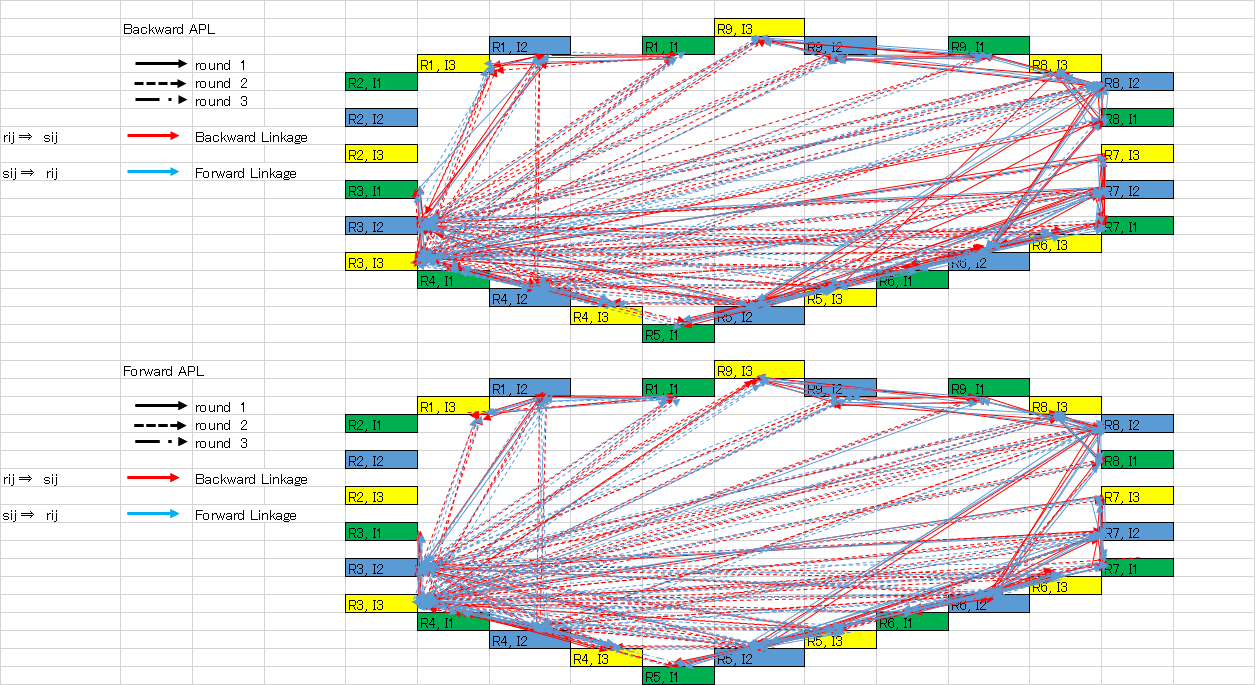 Backward APL
R9, I3
R1, I2
R1, I1
R9, I2
R9, I1
round 1
R1, I3
R8, I3
round 2
R2, I1
R8, I2
round 3
R2, I2
R8, I1
rij⇒ sij
Backward Linkage
R2, I3
R7, I3
sij⇒ rij
Forward Linkage
R3, I1
R7, I2
R3, I2
R7, I1
R6, I3
R3, I3
R6, I2
R4, I1
R6, I1
R4, I2
R5, I3
R4, I3
R5, I2
R5, I1
Forward APL
R9, I3
R1, I2
R1, I1
R9, I2
R9, I1
round 1
R1, I3
R8, I3
round 2
R2, I1
R8, I2
round 3
R2, I2
R8, I1
rij⇒ sij
Backward Linkage
R2, I3
R7, I3
sij⇒ rij
Forward Linkage
R3, I1
R7, I2
R3, I2
R7, I1
R6, I3
R3, I3
R6, I2
R4, I1
R6, I1
R4, I2
R5, I3
R4, I3
R5, I2
R5, I1